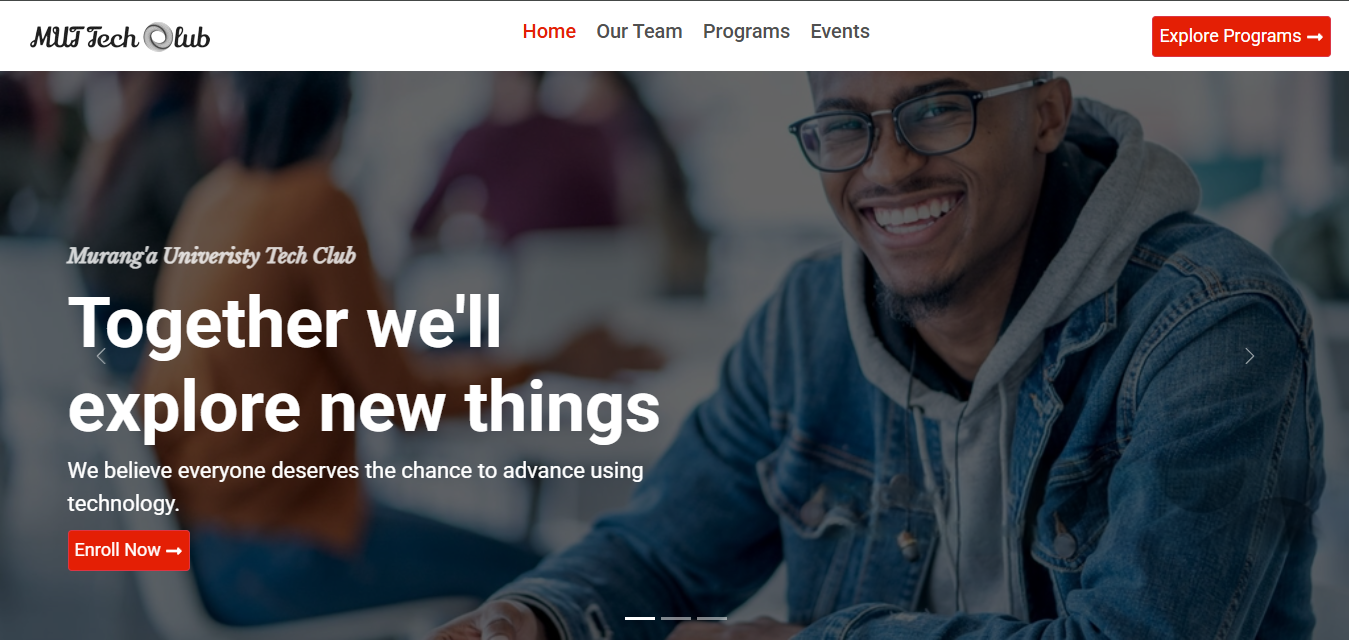 MUT Tech Club
Home Our Team Programs Events
Explore Programs
Murang'a Univeristy Tech Club
Together we'll
explore new things
We believe everyone deserves the chance to advance using
technology.
Enroll Now